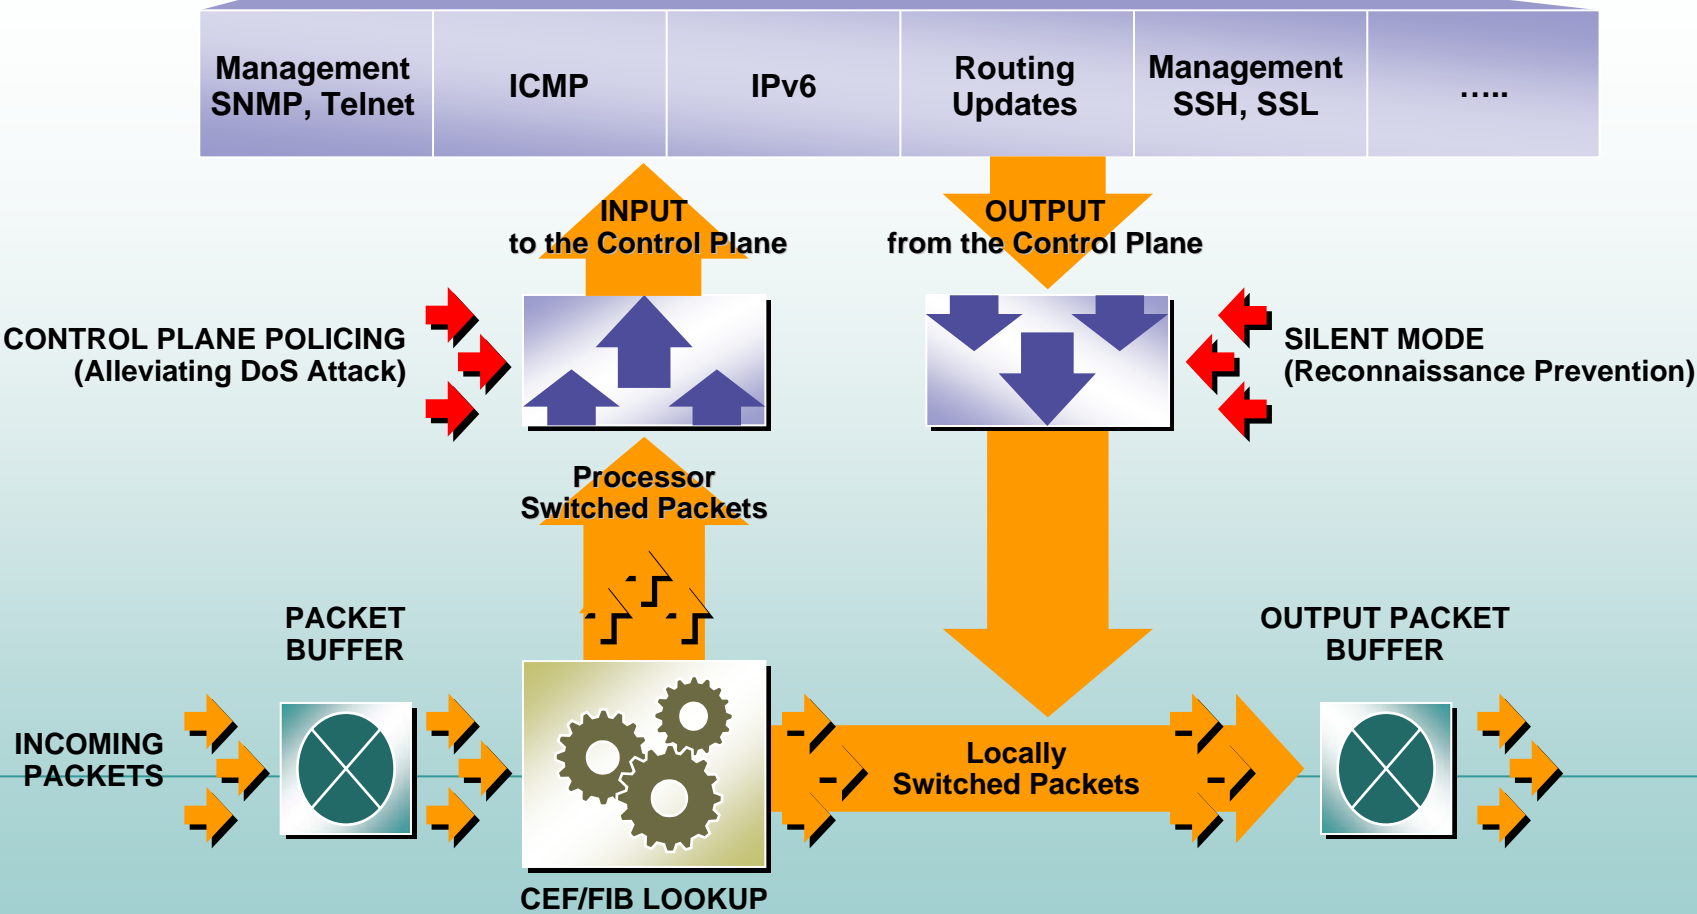 Management
SNMP, Telnet
ICMP
IPv6
Routing
Updates
Management
SSH, SSL
.....
INPUT
to the Control Plane
OUTPUT
from the Control Plane
CONTROL PLANE POLICING
(Alleviating DoS Attack)
SILENT MODE
(Reconnaissance Prevention)
Processor
Switched Packets
PACKET
BUFFER
OUTPUT PACKET
BUFFER
INCOMING
PACKETS
Locally
Switched Packets
CEF/FIB LOOKUP